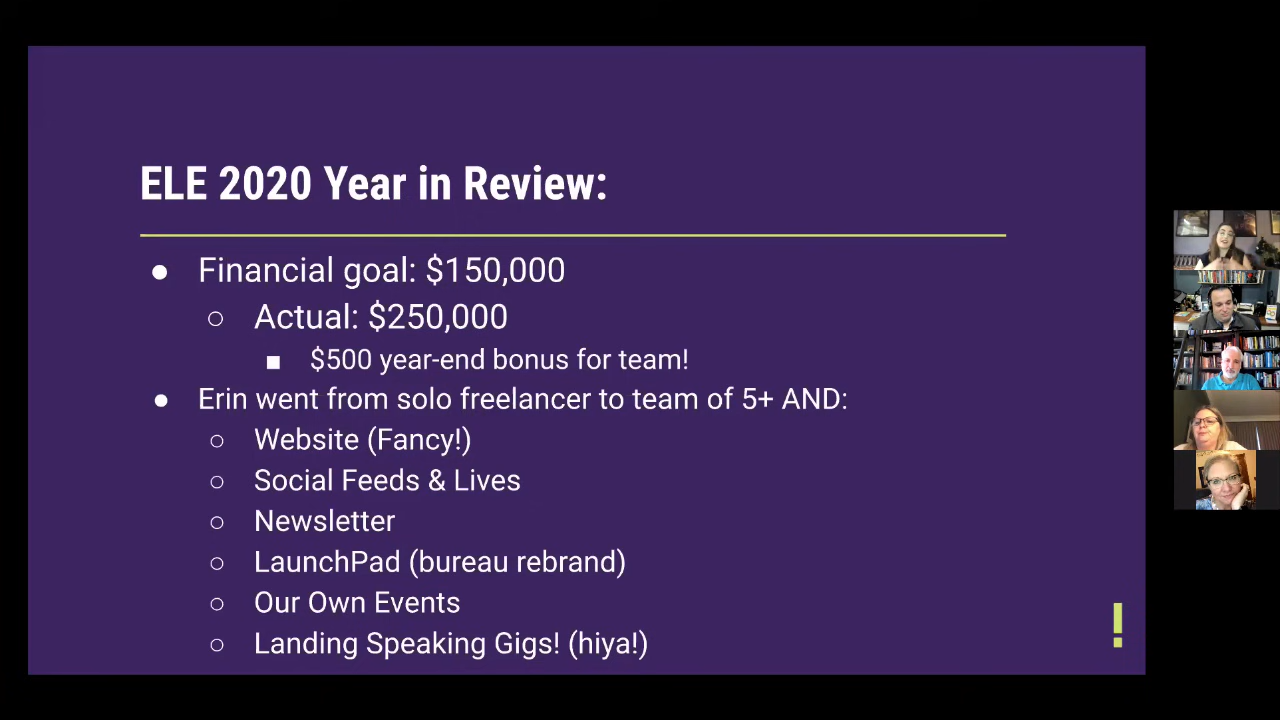 ELE 2020 Year in Review:
● Financial goal: $150,000
○ Actual: $250,000
■ $500 year-end bonus for team!
● Erin went from solo freelancer to team of 5+ AND:
○ Website (Fancy!)
○ Social Feeds & Lives
○ Newsletter
○ LaunchPad (bureau rebrand)
○ Our Own Events
○ Landing Speaking Gigs! (hiya!)
!